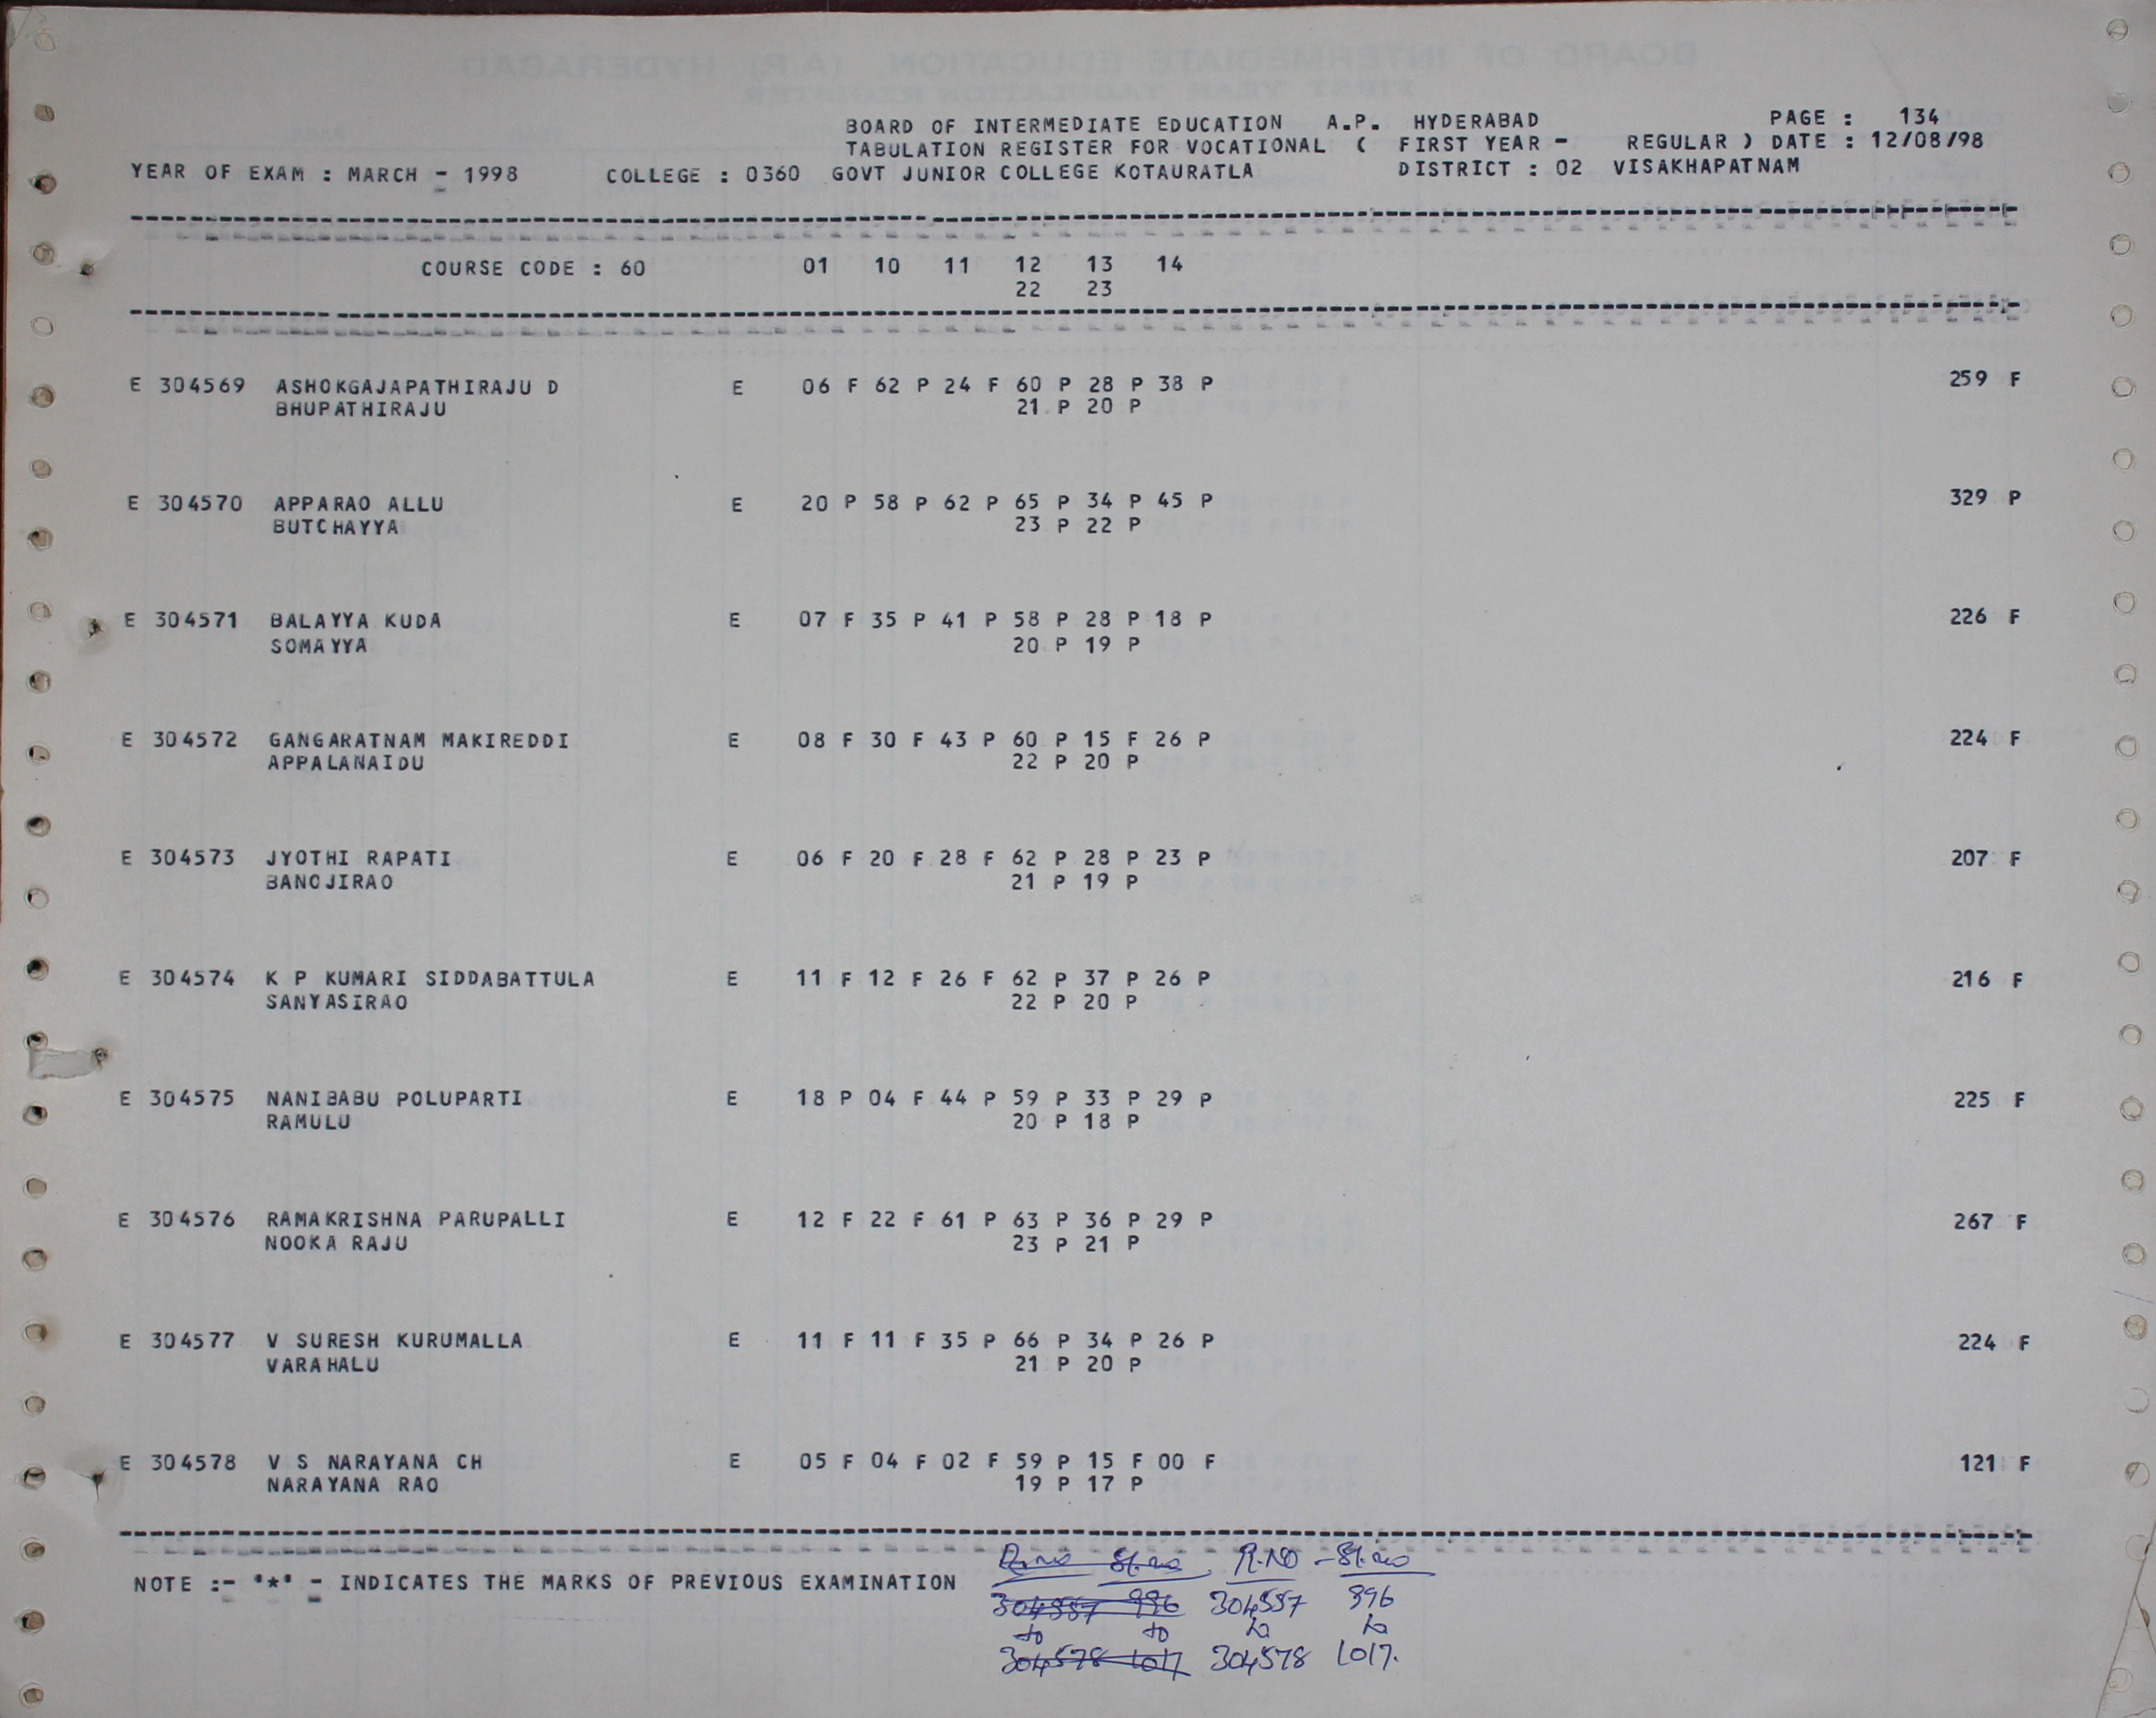 BOARD OF INTERMEDIATE EDUCATION A.P. HYDERABAD PAGE : 134
TABULATION REGISTER FOR VOCATIONAL ( FIRST YEAR - REGULAR ) DATE : 12/08/98
YEAR OF EXAM : MARCH - 1998 COLLEGE : 0360 GOVT JUNIOR COLLEGE KOTAURATLA DISTRICT : 02 VISAKHAPATNAM
COURSE CODE : 60 01 10 11 12 13 14
22 23
E 304569 ASHOKGAJAPATHIRAJU D E 06 F 62 P 24 F 60 P 28 P 38 P 259 F
BHUPATHIRAJU 21 P 20 P
E 304570 APPARAO ALLU E 20 P 58 P 62 P 65 P 34 P 45 P 329 P
BUTCHAYYA 23 P 22 P
E 304571 BALAYYA KUDA E 07 F 35 P 41 P 58 P 28 P 18 P 226 F
SOMAYYA 20 P 19 P
E 304572 GANGARATNAM MAKIREDDI E 08 F 30 F 43 P 60 P 15 F 26 P 224 F
APPALANAIDU 22 P 20 P
E 304573 JYOTHI RAPATI E 06 F 20 F 28 F 62 P 28 P 23 P 207 F
BANOJIRAO 21 P 19 P
E 304574 K P KUMARI SIDDABATTULA E 11 F 12 F 26 F 62 P 37 P 26 P 216 F
SANYASIRAO 22 P 20 P
E 304575 NANIBABU POLUPARTI E 18 P 04 F 44 P 59 P 33 P 29 P 225 F
RAMULU 20 P 18 P
E 304576 RAMAKRISHNA PARUPALLI E 12 F 22 F 61 P 63 P 36 P 29 P 267 F
NOOKA RAJU 23 P 21 P
E 304577 V SURESH KURUMALLA E 11 F 11 F 35 P 66 P 34 P 26 P 224 F
VARAHALU 21 P 20 P
E 304578 V S NARAYANA CH E 05 F 04 F 02 F 59 P 15 F 00 F 121 F
NARAYANA RAO 19 P 17 P
NOTE :- '*' - INDICATES THE MARKS OF PREVIOUS EXAMINATION
R.no Sl.no R.NO - Sl.no
304557 996 304557 996
to to to to
304578 1017 304578 1017.